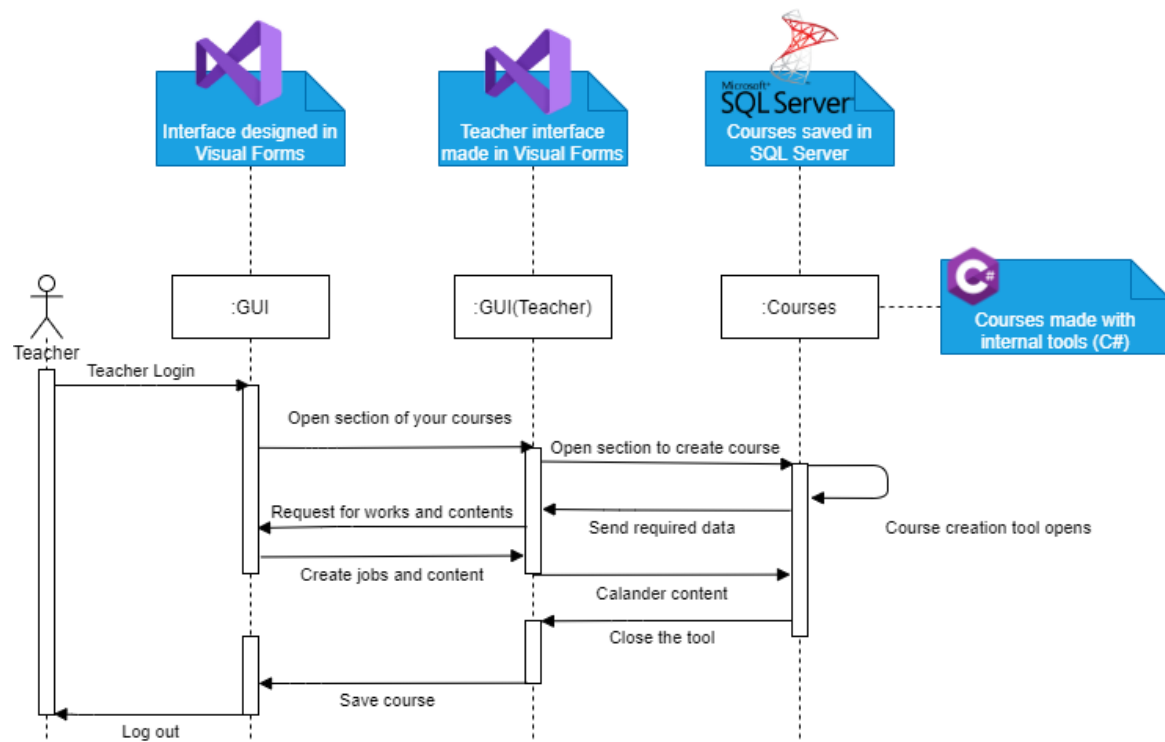 Microsoft®
SQL Server®
Interface designed in
Visual Forms
Teacher interface
made in Visual Forms
Courses saved in
SQL Server
:GUI
:GUI(Teacher)
:Courses
C#
Courses made with
internal tools (C#)
Teacher
Teacher Login
Open section of your courses
Open section to create course
Request for works and contents
Send required data
Course creation tool opens
Create jobs and content
Calander content
Close the tool
Save course
Log out